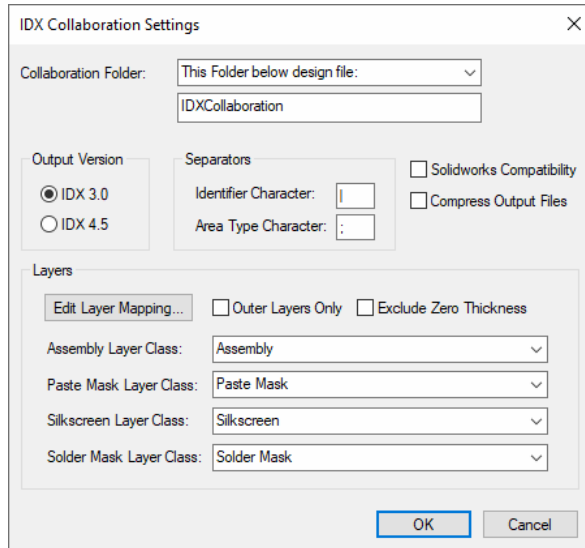 IDX Collaboration Settings
Collaboration Folder: This Folder below design file:
IDXCollaboration
Output Version
IDX 3.0
IDX 4.5
Separators
Identifier Character: |
Area Type Character: ;
Solidworks Compatibility
Compress Output Files
Layers
Edit Layer Mapping... Outer Layers Only Exclude Zero Thickness
Assembly Layer Class: Assembly
Paste Mask Layer Class: Paste Mask
Silkscreen Layer Class: Silkscreen
Solder Mask Layer Class: Solder Mask
OK Cancel